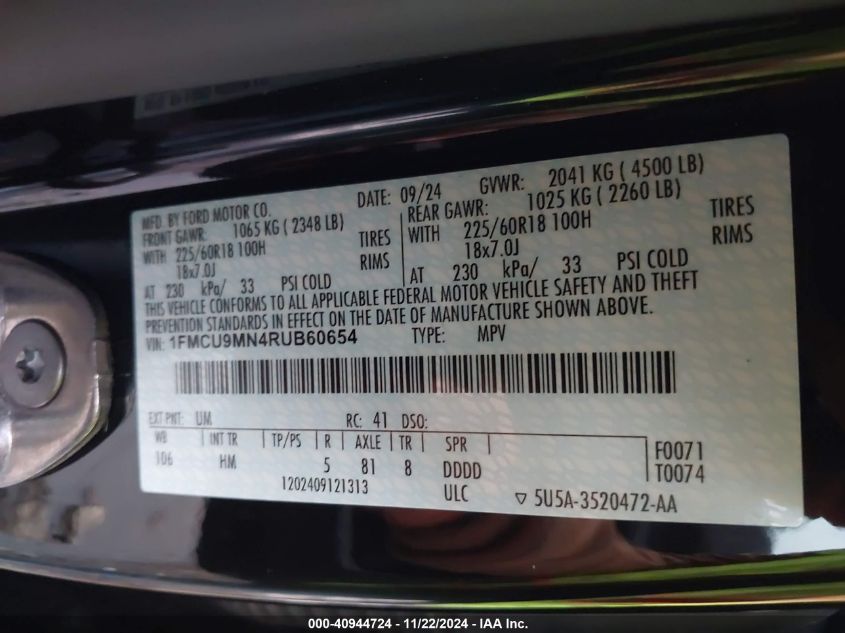 MFD. BY FORD MOTOR CO.
DATE: 09/24 GVWR: 2041 KG ( 4500 LB)
FRONT GAWR: 1065 KG ( 2348 LB)
REAR GAWR: 1025 KG ( 2260 LB)
WITH 225/60R18 100H TIRES
WITH 225/60R18 100H TIRES
18x7.0J RIMS
18x7.0J RIMS
AT 230 kPa/ 33 PSI COLD
AT 230 kPa/ 33 PSI COLD
THIS VEHICLE CONFORMS TO ALL APPLICABLE FEDERAL MOTOR VEHICLE SAFETY AND THEFT
PREVENTION STANDARDS IN EFFECT ON THE DATE OF MANUFACTURE SHOWN ABOVE.
VIN: 1FMCU9MN4RUB60654 TYPE: MPV
EXT PNT: UM RC: 41 DSO:
WB INT TR TP/PS R AXLE TR SPR
106 HM 5 81 8 DDDD
F0071
T0074
1202409121313 ULC ▽ 5U5A-3520472-AA
000-40944724 - 11/22/2024 - IAA Inc.